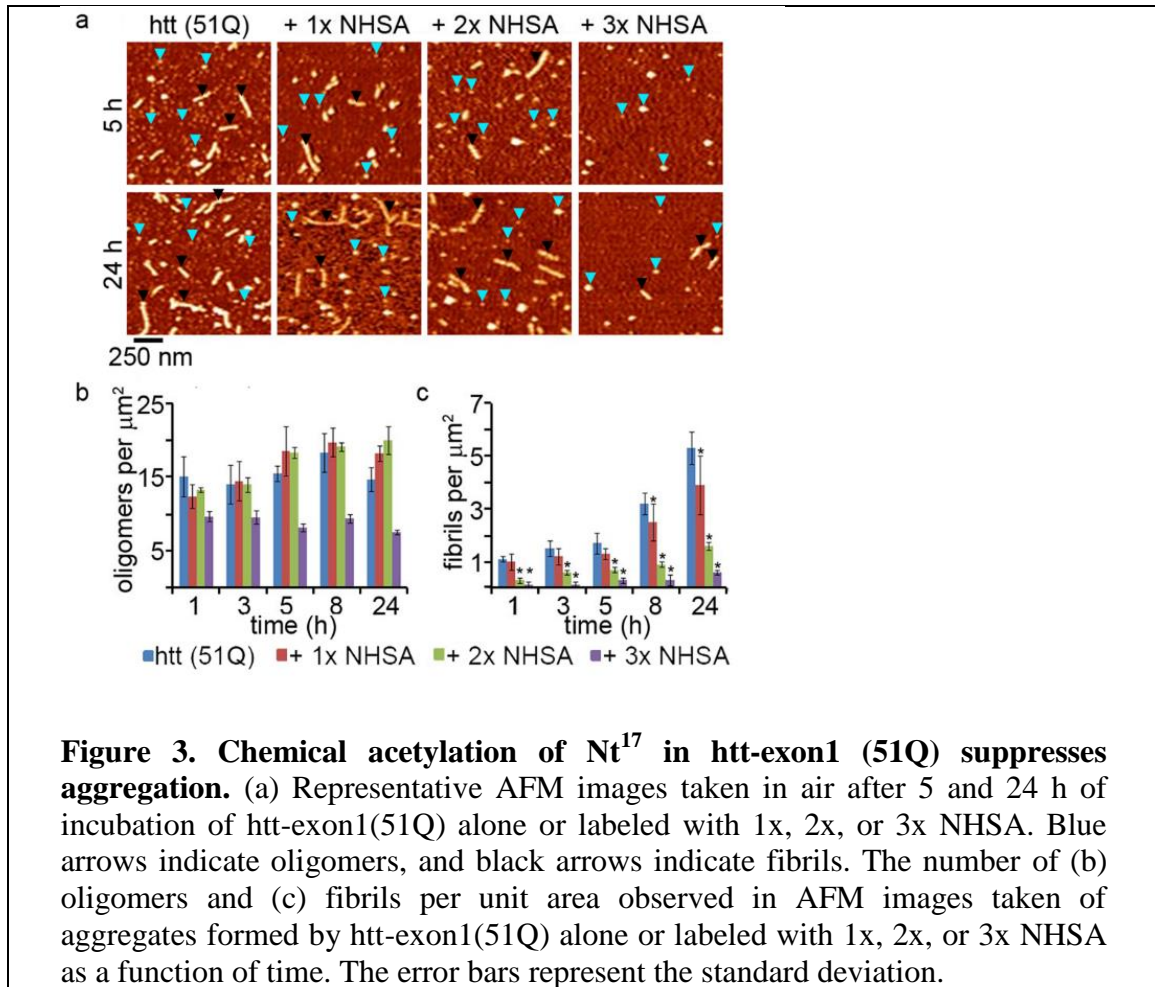 a
htt (51Q)
+ 1x NHSA
+ 2x NHSA
+ 3x NHSA
5 h
24 h
250 nm
b
oligomers per μm²
25
15
5
1 3 5 8 24
time (h)
c
fibrils per μm²
7
5
3
1
1 3 5 8 24
time (h)
* * * * * * * * * * * *
htt (51Q) + 1x NHSA + 2x NHSA + 3x NHSA
Figure 3. Chemical acetylation of Nt¹⁷ in htt-exon1 (51Q) suppresses
aggregation. (a) Representative AFM images taken in air after 5 and 24 h of
incubation of htt-exon1(51Q) alone or labeled with 1x, 2x, or 3x NHSA. Blue
arrows indicate oligomers, and black arrows indicate fibrils. The number of (b)
oligomers and (c) fibrils per unit area observed in AFM images taken of
aggregates formed by htt-exon1(51Q) alone or labeled with 1x, 2x, or 3x NHSA
as a function of time. The error bars represent the standard deviation.